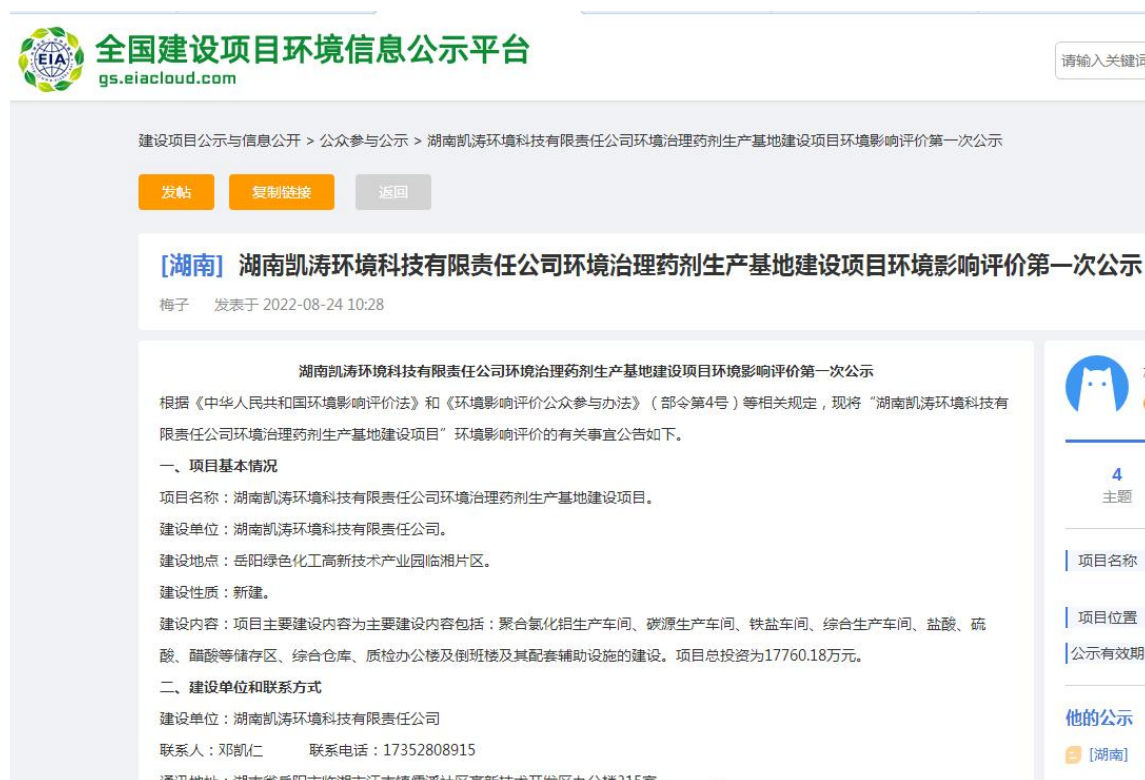 EIA
全国建设项目环境信息公示平台
gs.eiacloud.com
请输入关键词
建设项目公示与信息公开 > 公众参与公示 > 湖南凯涛环境科技有限责任公司环境治理药剂生产基地建设项目环境影响评价第一次公示
发帖 复制链接 返回
[湖南] 湖南凯涛环境科技有限责任公司环境治理药剂生产基地建设项目环境影响评价第一次公示
梅子 发表于 2022-08-24 10:28
湖南凯涛环境科技有限责任公司环境治理药剂生产基地建设项目环境影响评价第一次公示
根据《中华人民共和国环境影响评价法》和《环境影响评价公众参与办法》（部令第4号）等相关规定，现将“湖南凯涛环境科技有
限责任公司环境治理药剂生产基地建设项目”环境影响评价的有关事宜公告如下。
一、项目基本情况
项目名称：湖南凯涛环境科技有限责任公司环境治理药剂生产基地建设项目。
建设单位：湖南凯涛环境科技有限责任公司。
建设地点：岳阳绿色化工高新技术产业园临湘片区。
建设性质：新建。
建设内容：项目主要建设内容为主要建设内容包括：聚合氯化铝生产车间、碳源生产车间、铁盐车间、综合生产车间、盐酸、硫
酸、醋酸等储存区、综合仓库、质检办公楼及倒班楼及其配套辅助设施的建设。项目总投资为17760.18万元。
二、建设单位和联系方式
建设单位：湖南凯涛环境科技有限责任公司
联系人：邓凯仁 联系电话：17352808915
4
主题
项目名称
项目位置
公示有效期
他的公示
[湖南]